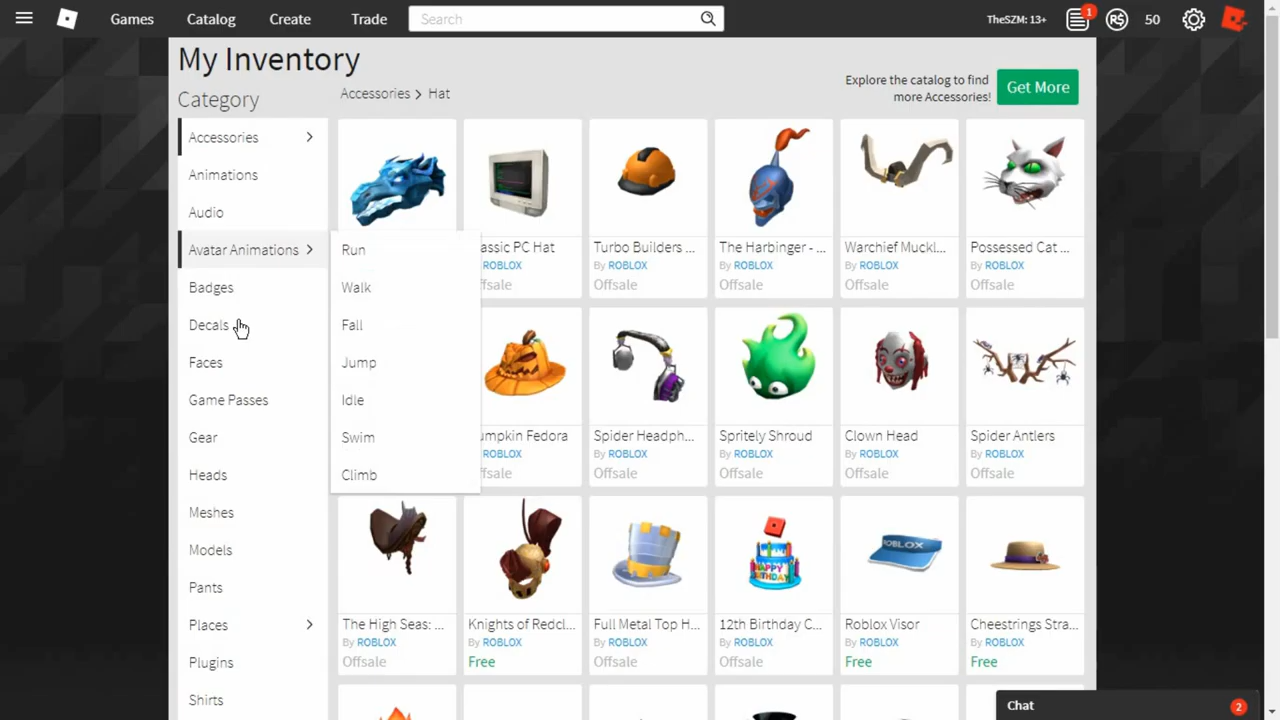 Games
Catalog
Create
Trade
Search
TheSZM: 13+
1
R$
50
My Inventory
Category
Accessories > Hat
Explore the catalog to find
more Accessories!
Get More
Accessories
Animations
Audio
Avatar Animations
Badges
Decals
Faces
Game Passes
Gear
Heads
Meshes
Models
Pants
Places
Plugins
Shirts
Run
Walk
Fall
Jump
Idle
Swim
Climb
assic PC Hat
ROBLOX
fsale
Turbo Builders ...
By ROBLOX
Offsale
The Harbinger - ...
By ROBLOX
Offsale
Warchief Muckl...
By ROBLOX
Offsale
Possessed Cat ...
By ROBLOX
Offsale
umpkin Fedora
ROBLOX
fsale
Spider Headph...
By ROBLOX
Offsale
Spritely Shroud
By ROBLOX
Offsale
Clown Head
By ROBLOX
Offsale
Spider Antlers
By ROBLOX
Offsale
The High Seas: ...
By ROBLOX
Offsale
Knights of Redcl...
By ROBLOX
Free
Full Metal Top H...
By ROBLOX
Offsale
HAPPY
BIRTHDAY
12th Birthday C...
By ROBLOX
Offsale
ROBLOX
Roblox Visor
By ROBLOX
Free
Cheestrings Stra...
By ROBLOX
Free
Chat
2